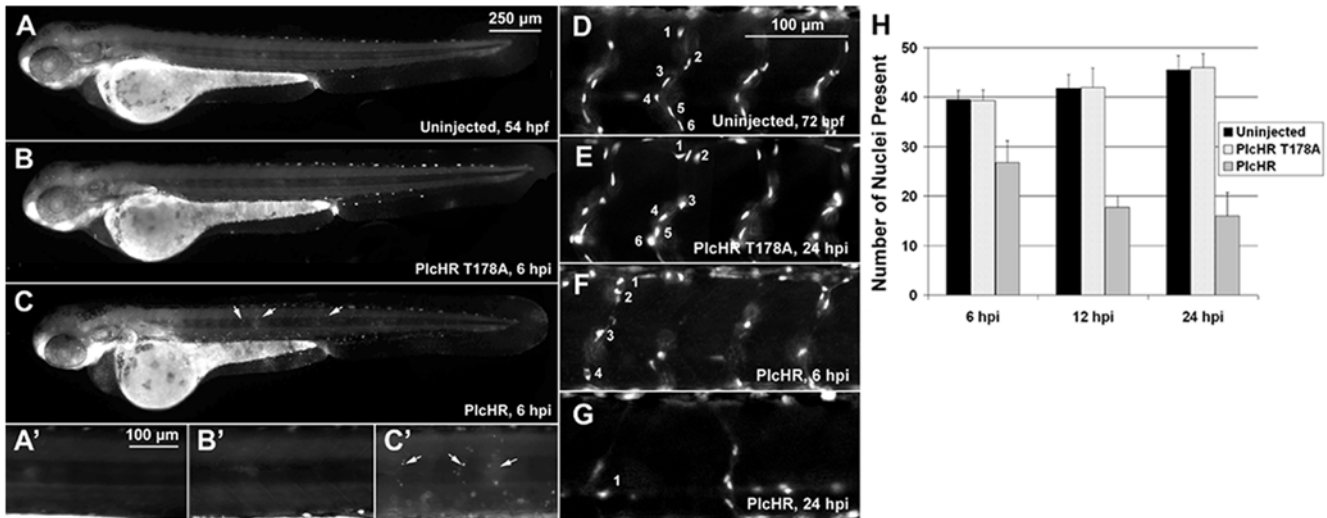 A
250 µm
Uninjected, 54 hpf
B
PlcHR T178A, 6 hpi
C
PlcHR, 6 hpi
A'
100 µm
B'
C'
D
100 µm
1
2
3
4
5
6
Uninjected, 72 hpf
E
1
2
3
4
5
6
PlcHR T178A, 24 hpi
F
1
2
3
4
PlcHR, 6 hpi
G
1
PlcHR, 24 hpi
H
Number of Nuclei Present
50
40
30
20
10
0
6 hpi
12 hpi
24 hpi
Uninjected
PlcHR T178A
PlcHR